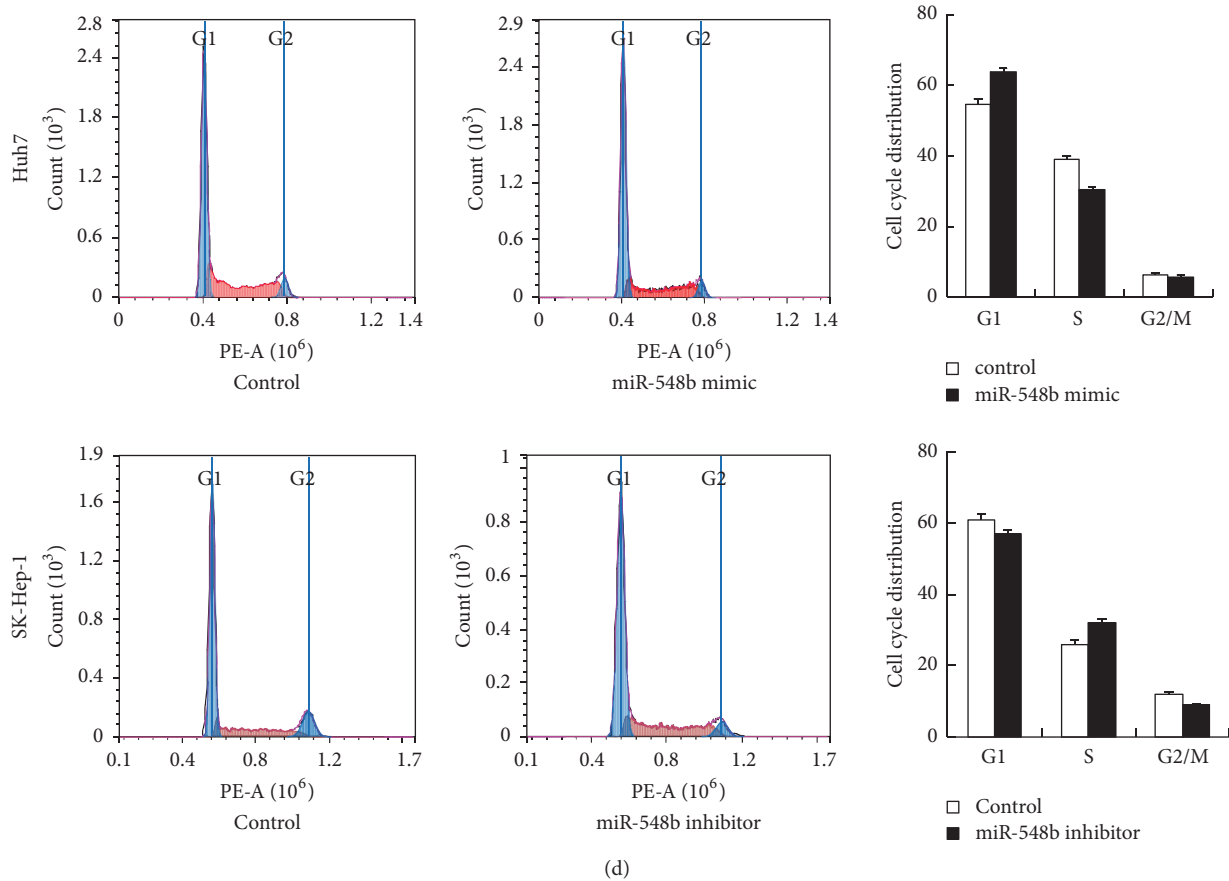 Huh7
Count (10³)
2.8
2.4
1.8
1.2
0.6
0
G1
G2
0
0.4
0.8
1.2
1.4
PE-A (10⁶)
Control
Count (10³)
2.9
2.4
1.8
1.2
0.6
0
G1
G2
0
0.4
0.8
1.2
1.4
PE-A (10⁶)
miR-548b mimic
Cell cycle distribution
80
60
40
20
0
G1
S
G2/M
control
miR-548b mimic
SK-Hep-1
Count (10³)
1.9
1.6
1.2
0.8
0.4
0
G1
G2
0.1
0.4
0.8
1.2
1.7
PE-A (10⁶)
Control
Count (10³)
1
0.8
0.6
0.4
0.2
0
G1
G2
0.1
0.4
0.8
1.2
1.7
PE-A (10⁶)
miR-548b inhibitor
Cell cycle distribution
80
60
40
20
0
G1
S
G2/M
Control
miR-548b inhibitor
(d)